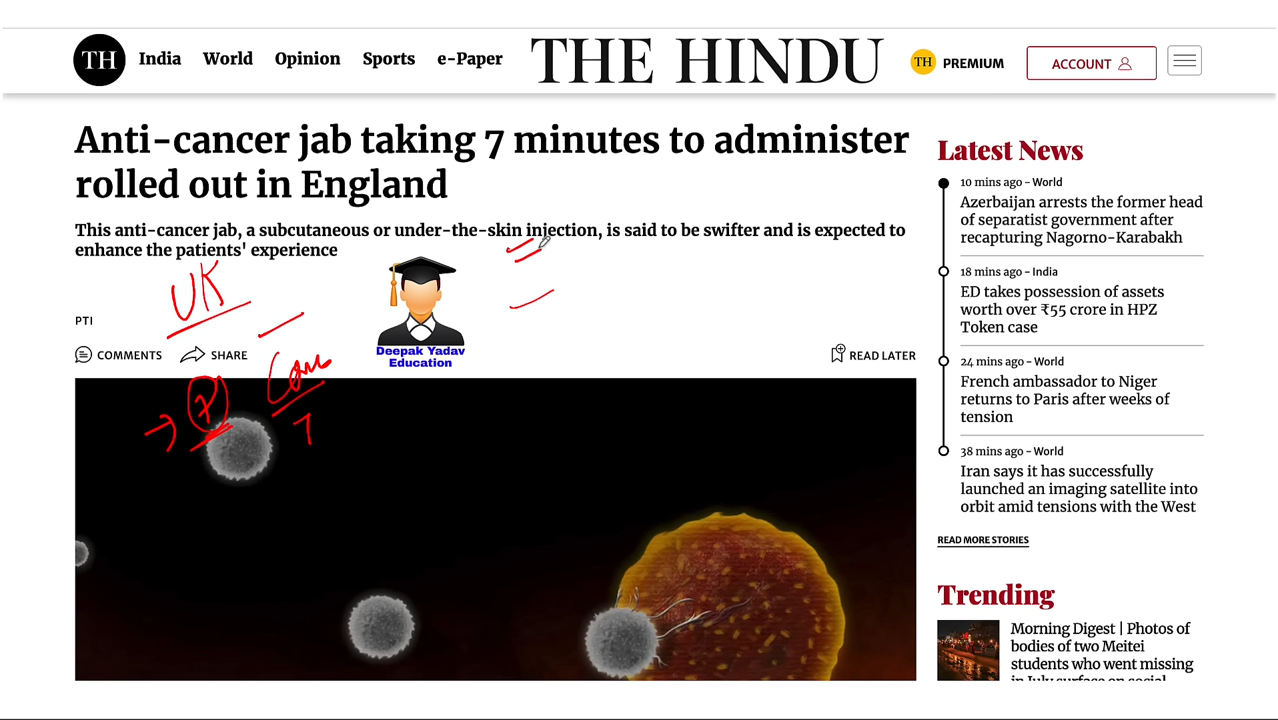 TH
India
World
Opinion
Sports
e-Paper
THE HINDU
TH
PREMIUM
ACCOUNT
Anti-cancer jab taking 7 minutes to administer
rolled out in England
This anti-cancer jab, a subcutaneous or under-the-skin injection, is said to be swifter and is expected to
enhance the patients' experience
UK
Deepak Yadav
Education
PTI
COMMENTS
SHARE
READ LATER
7
7
Latest News
10 mins ago – World
Azerbaijan arrests the former head
of separatist government after
recapturing Nagorno-Karabakh
18 mins ago – India
ED takes possession of assets
worth over ₹55 crore in HPZ
Token case
24 mins ago – World
French ambassador to Niger
returns to Paris after weeks of
tension
38 mins ago – World
Iran says it has successfully
launched an imaging satellite into
orbit amid tensions with the West
READ MORE STORIES
Trending
Morning Digest | Photos of
bodies of two Meitei
students who went missing
in July surface on social